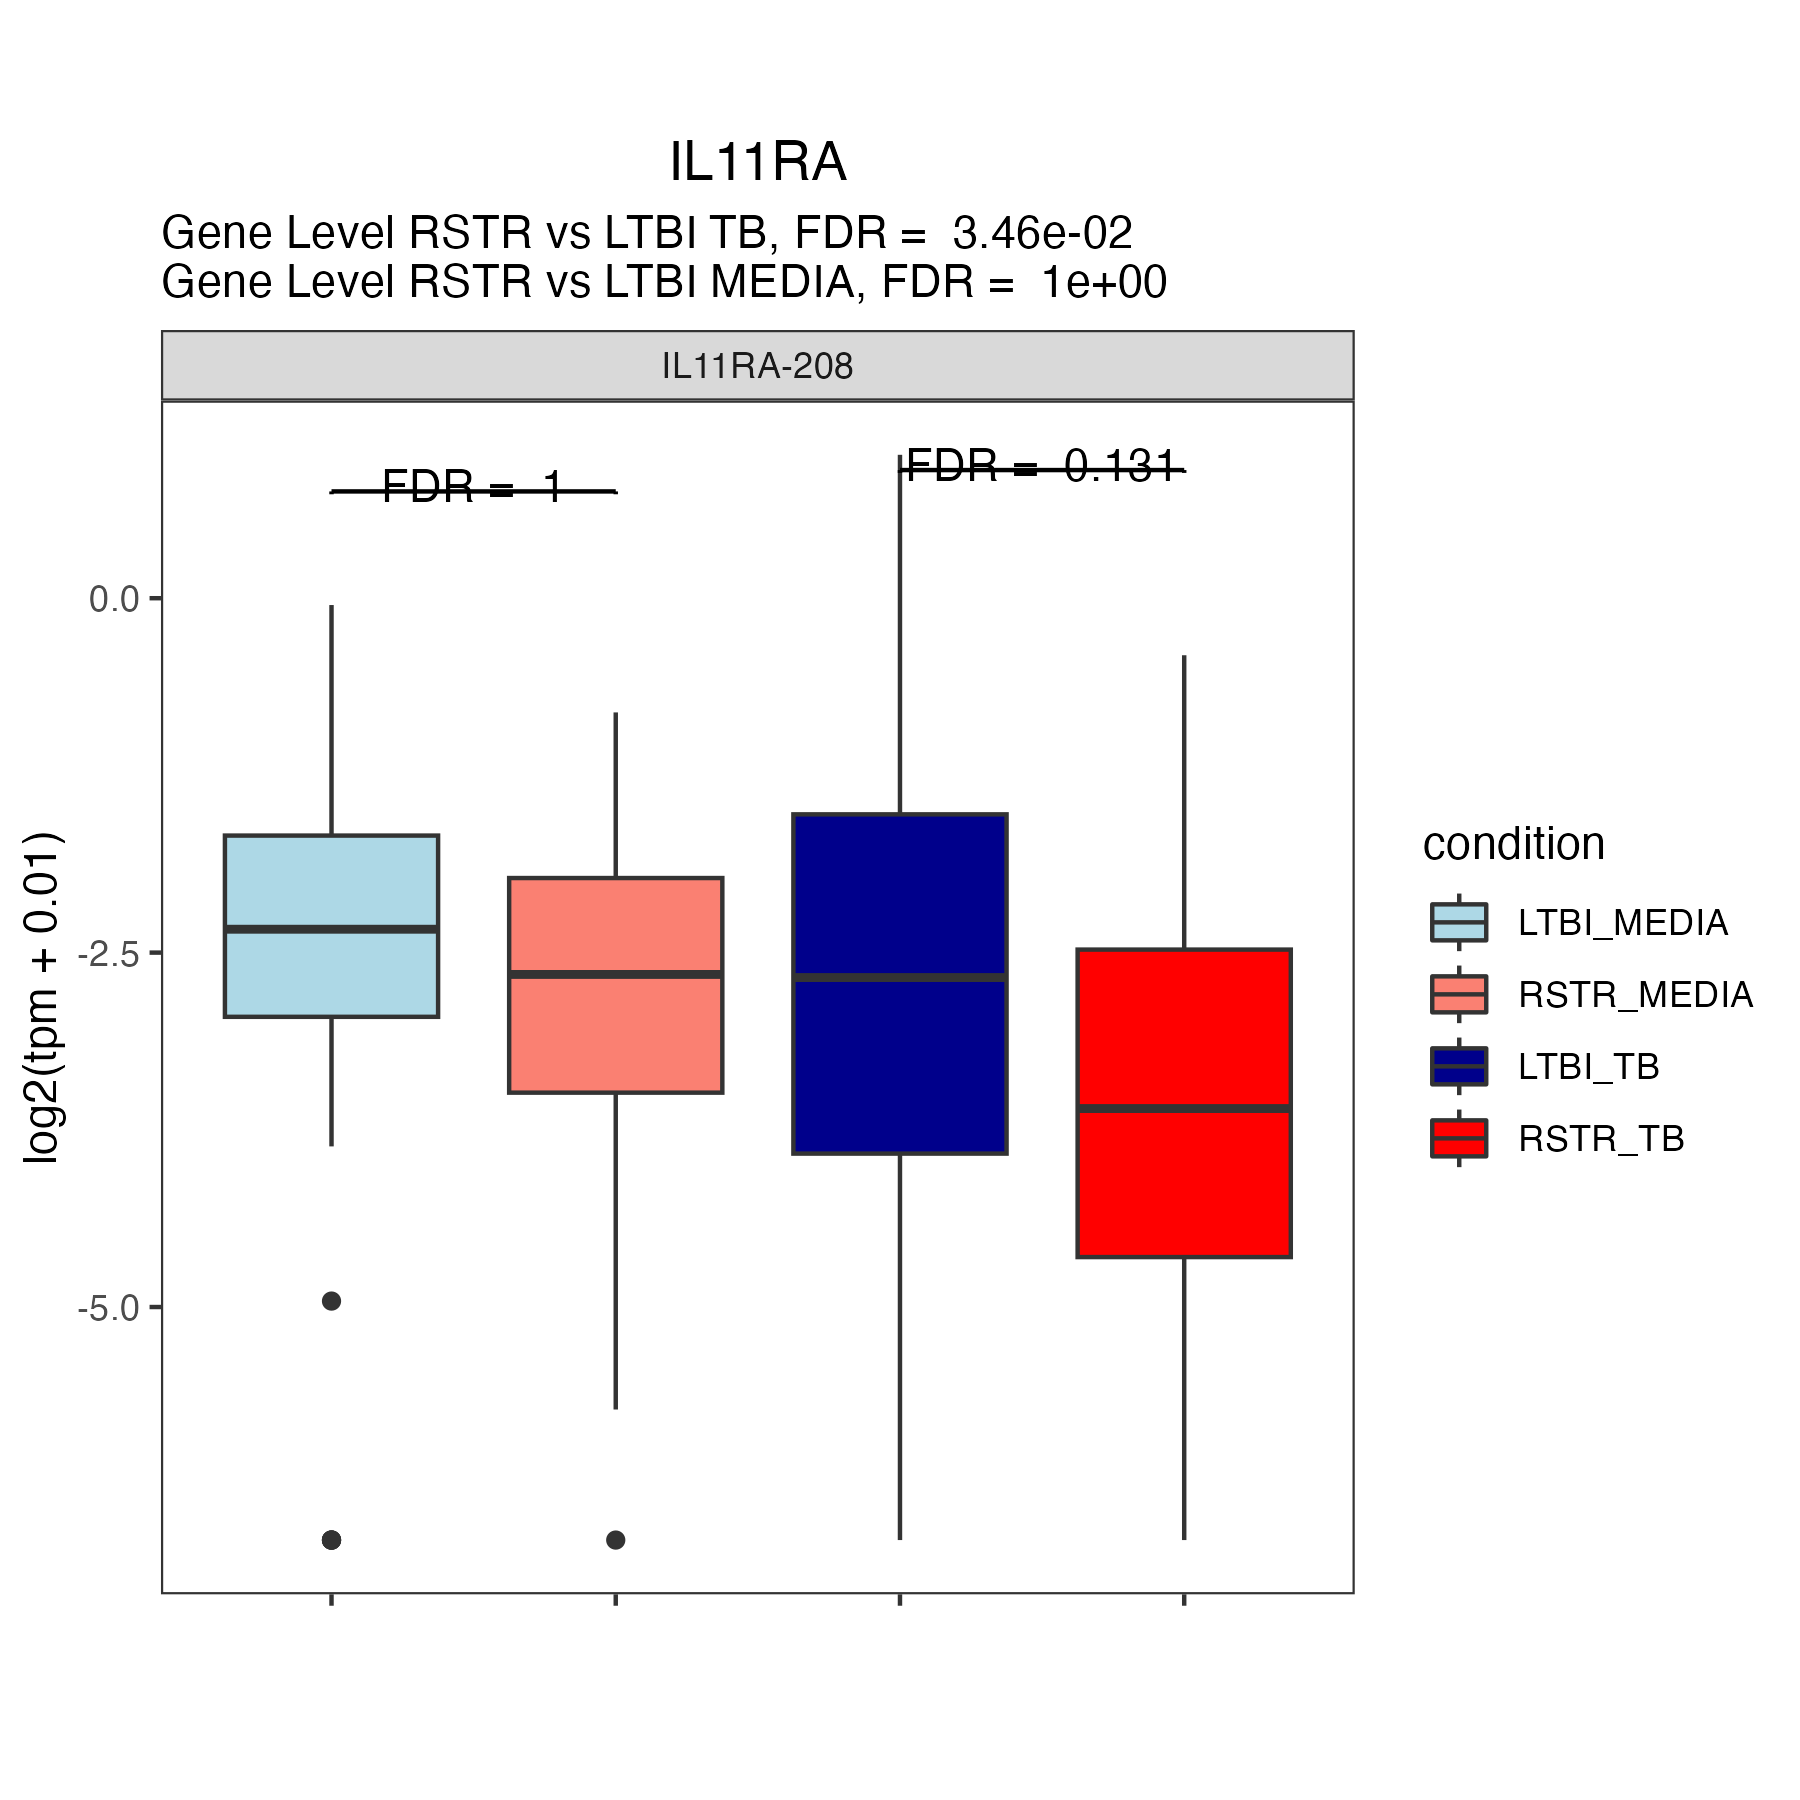 IL11RA
Gene Level RSTR vs LTBI TB, FDR = 3.46e-02
Gene Level RSTR vs LTBI MEDIA, FDR = 1e+00
IL11RA-208
FDR = 1
FDR = 0.131
0.0
-2.5
-5.0
log2(tpm + 0.01)
condition
LTBI_MEDIA
RSTR_MEDIA
LTBI_TB
RSTR_TB